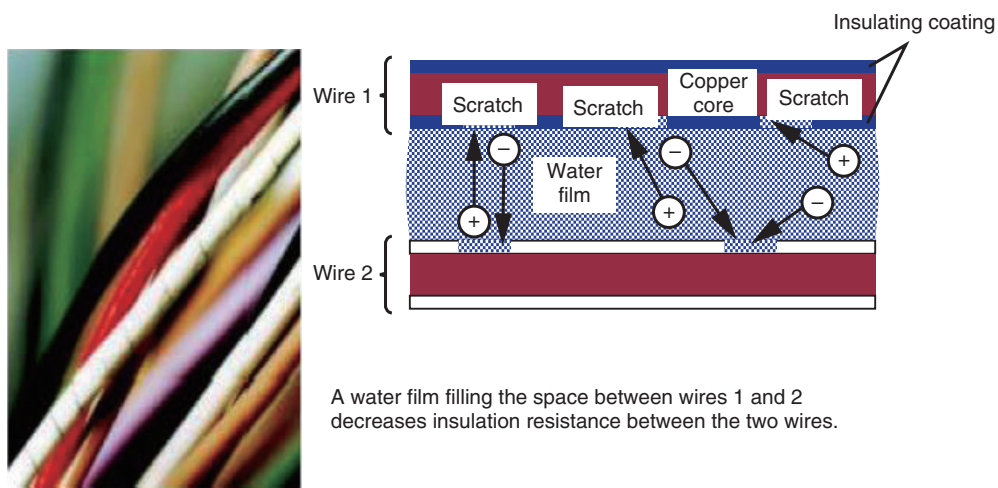 Insulating coating
Wire 1
Scratch
Scratch
Copper
core
Scratch
−
−
+
Water
film
−
+
+
Wire 2
A water film filling the space between wires 1 and 2
decreases insulation resistance between the two wires.